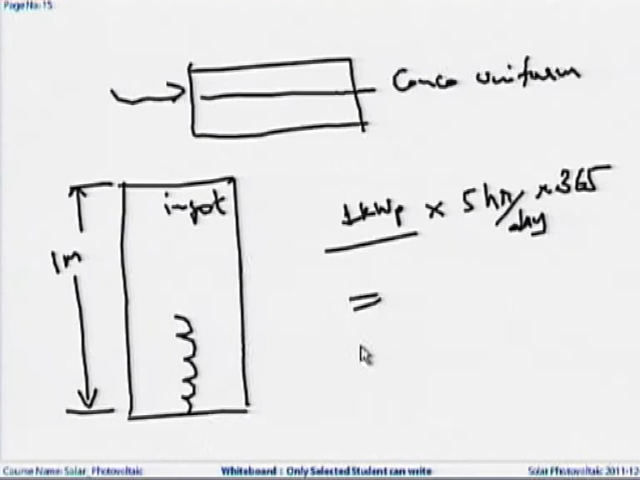 Page No: 15
Conc uniform
ingot
1m
1kWp × 5 hr/day × 365
=
Course Name: Solar_Photovoltaic
Whiteboard : Only Selected Student can write
Solar Photovoltaic 2011-12